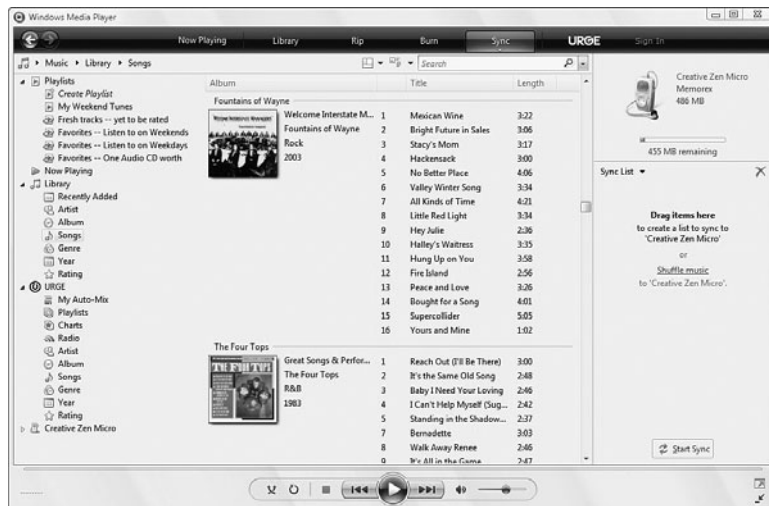 Windows Media Player
Now Playing Library Rip Burn Sync URGE Sign In
Music Library Songs
Search
Playlists
Create Playlist
My Weekend Tunes
Fresh tracks -- yet to be rated
Favorites -- Listen to on Weekends
Favorites -- Listen to on Weekdays
Favorites -- One Audio CD worth
Now Playing
Library
Recently Added
Artist
Album
Songs
Genre
Year
Rating
URGE
My Auto-Mix
Playlists
Charts
Radio
Artist
Album
Songs
Genre
Year
Rating
Creative Zen Micro
Album Title Length
Fountains of Wayne
Welcome Interstate M...
Fountains of Wayne
Rock
2003
1 Mexican Wine 3:22
2 Bright Future in Sales 3:06
3 Stacy's Mom 3:17
4 Hackensack 3:00
5 No Better Place 4:06
6 Valley Winter Song 3:34
7 All Kinds of Time 4:21
8 Little Red Light 3:34
9 Hey Julie 2:36
10 Halley's Waitress 3:35
11 Hung Up on You 3:58
12 Fire Island 2:56
13 Peace and Love 3:26
14 Bought for a Song 4:01
15 Supercollider 5:05
16 Yours and Mine 1:02
The Four Tops
THE FOUR TOPS
Great Songs & Perfor...
The Four Tops
R&B
1983
1 Reach Out (I'll Be There) 3:00
2 It's the Same Old Song 2:48
3 Baby I Need Your Loving 2:46
4 I Can't Help Myself (Sug... 2:42
5 Standing in the Shadow... 2:37
7 Bernadette 3:03
8 Walk Away Renee 2:46
9 It's All in the Game 2:47
Creative Zen Micro
Memorex
486 MB
455 MB remaining
Sync List
Drag items here
to create a list to sync to
'Creative Zen Micro'
or
Shuffle music
to 'Creative Zen Micro'.
Start Sync